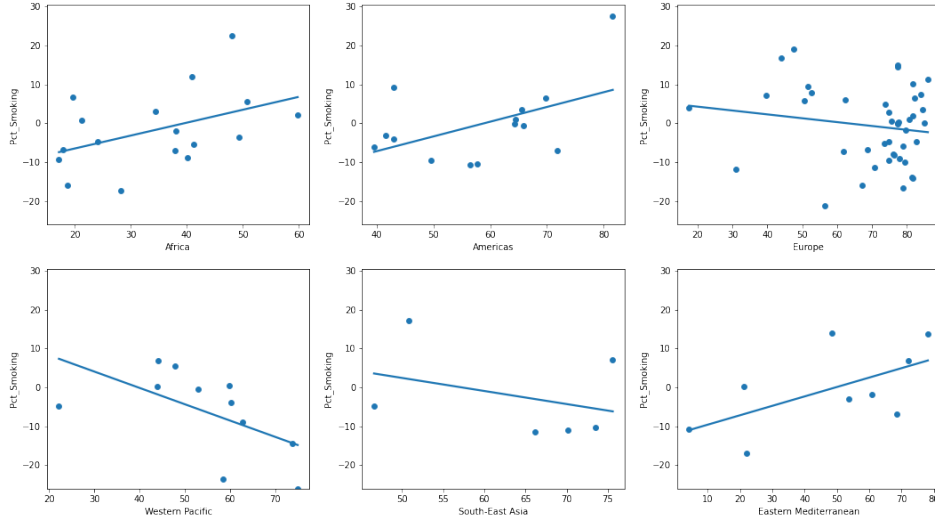 30
20
10
0
−10
−20
Pct_Smoking
20 30 40 50 60
Africa
30
20
10
0
−10
−20
Pct_Smoking
40 50 60 70 80
Americas
30
20
10
0
−10
−20
Pct_Smoking
20 30 40 50 60 70 80
Europe
30
20
10
0
−10
−20
Pct_Smoking
20 30 40 50 60 70
Western Pacific
30
20
10
0
−10
−20
Pct_Smoking
50 55 60 65 70 75
South-East Asia
30
20
10
0
−10
−20
Pct_Smoking
10 20 30 40 50 60 70 80
Eastern Mediterranean